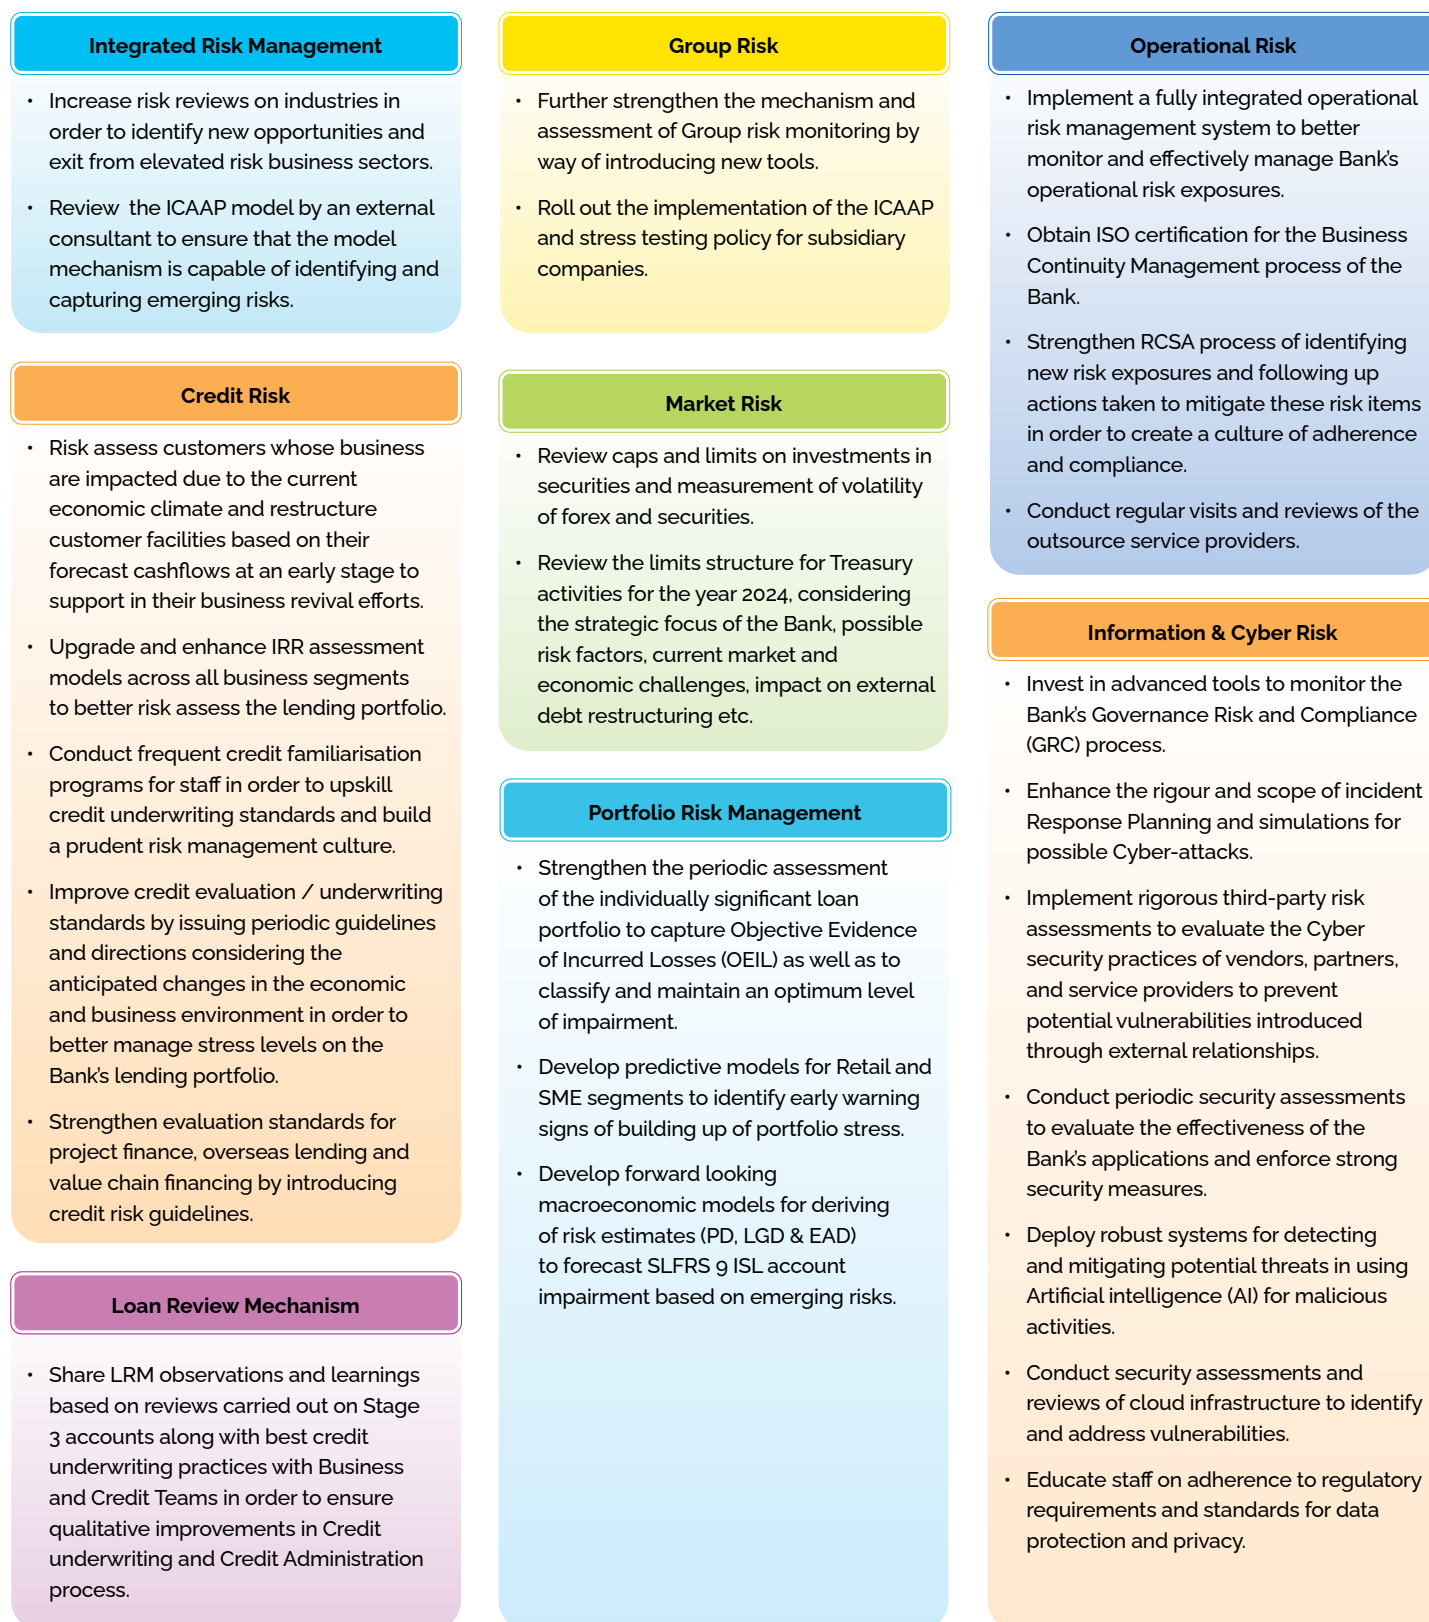 Integrated Risk Management
• Increase risk reviews on industries in
order to identify new opportunities and
exit from elevated risk business sectors.
• Review the ICAAP model by an external
consultant to ensure that the model
mechanism is capable of identifying and
capturing emerging risks.
Credit Risk
• Risk assess customers whose business
are impacted due to the current
economic climate and restructure
customer facilities based on their
forecast cashflows at an early stage to
support in their business revival efforts.
• Upgrade and enhance IRR assessment
models across all business segments
to better risk assess the lending portfolio.
• Conduct frequent credit familiarisation
programs for staff in order to upskill
credit underwriting standards and build
a prudent risk management culture.
• Improve credit evaluation / underwriting
standards by issuing periodic guidelines
and directions considering the
anticipated changes in the economic
and business environment in order to
better manage stress levels on the
Bank's lending portfolio.
• Strengthen evaluation standards for
project finance, overseas lending and
value chain financing by introducing
credit risk guidelines.
Loan Review Mechanism
• Share LRM observations and learnings
based on reviews carried out on Stage
3 accounts along with best credit
underwriting practices with Business
and Credit Teams in order to ensure
qualitative improvements in Credit
underwriting and Credit Administration
process.
Group Risk
• Further strengthen the mechanism and
assessment of Group risk monitoring by
way of introducing new tools.
• Roll out the implementation of the ICAAP
and stress testing policy for subsidiary
companies.
Market Risk
• Review caps and limits on investments in
securities and measurement of volatility
of forex and securities.
• Review the limits structure for Treasury
activities for the year 2024, considering
the strategic focus of the Bank, possible
risk factors, current market and
economic challenges, impact on external
debt restructuring etc.
Portfolio Risk Management
• Strengthen the periodic assessment
of the individually significant loan
portfolio to capture Objective Evidence
of Incurred Losses (OEIL) as well as to
classify and maintain an optimum level
of impairment.
• Develop predictive models for Retail and
SME segments to identify early warning
signs of building up of portfolio stress.
• Develop forward looking
macroeconomic models for deriving
of risk estimates (PD, LGD & EAD)
to forecast SLFRS 9 ISL account
impairment based on emerging risks.
Operational Risk
• Implement a fully integrated operational
risk management system to better
monitor and effectively manage Bank's
operational risk exposures.
• Obtain ISO certification for the Business
Continuity Management process of the
Bank.
• Strengthen RCSA process of identifying
new risk exposures and following up
actions taken to mitigate these risk items
in order to create a culture of adherence
and compliance.
• Conduct regular visits and reviews of the
outsource service providers.
Information & Cyber Risk
• Invest in advanced tools to monitor the
Bank's Governance Risk and Compliance
(GRC) process.
• Enhance the rigour and scope of incident
Response Planning and simulations for
possible Cyber-attacks.
• Implement rigorous third-party risk
assessments to evaluate the Cyber
security practices of vendors, partners,
and service providers to prevent
potential vulnerabilities introduced
through external relationships.
• Conduct periodic security assessments
to evaluate the effectiveness of the
Bank's applications and enforce strong
security measures.
• Deploy robust systems for detecting
and mitigating potential threats in using
Artificial intelligence (AI) for malicious
activities.
• Conduct security assessments and
reviews of cloud infrastructure to identify
and address vulnerabilities.
• Educate staff on adherence to regulatory
requirements and standards for data
protection and privacy.